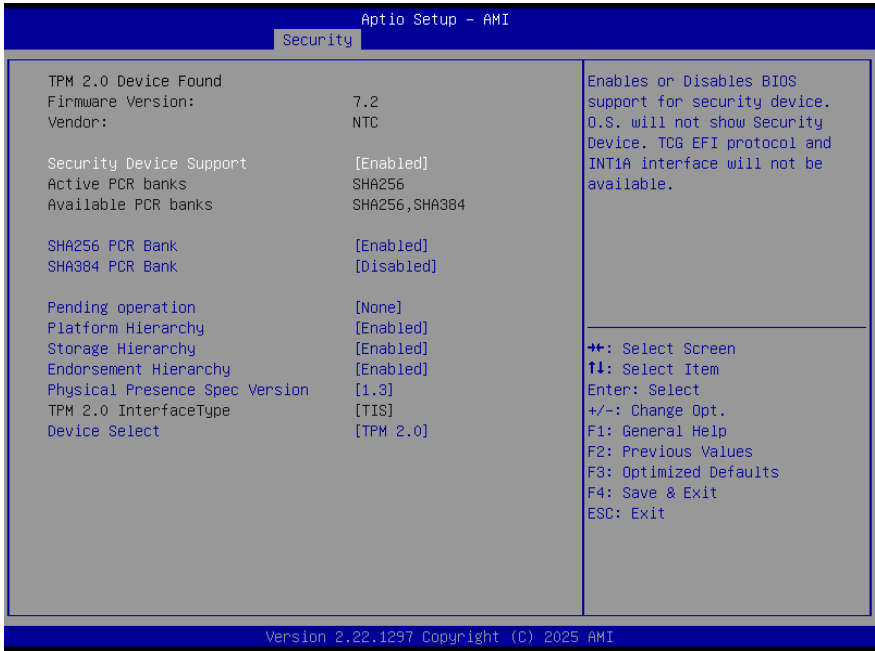 Aptio Setup – AMI
Security
TPM 2.0 Device Found
Firmware Version: 7.2
Vendor: NTC
Security Device Support [Enabled]
Active PCR banks SHA256
Available PCR banks SHA256,SHA384
SHA256 PCR Bank [Enabled]
SHA384 PCR Bank [Disabled]
Pending operation [None]
Platform Hierarchy [Enabled]
Storage Hierarchy [Enabled]
Endorsement Hierarchy [Enabled]
Physical Presence Spec Version [1.3]
TPM 2.0 InterfaceType [TIS]
Device Select [TPM 2.0]
Enables or Disables BIOS
support for security device.
O.S. will not show Security
Device. TCG EFI protocol and
INT1A interface will not be
available.
→←: Select Screen
↑↓: Select Item
Enter: Select
+/-: Change Opt.
F1: General Help
F2: Previous Values
F3: Optimized Defaults
F4: Save & Exit
ESC: Exit
Version 2.22.1297 Copyright (C) 2025 AMI